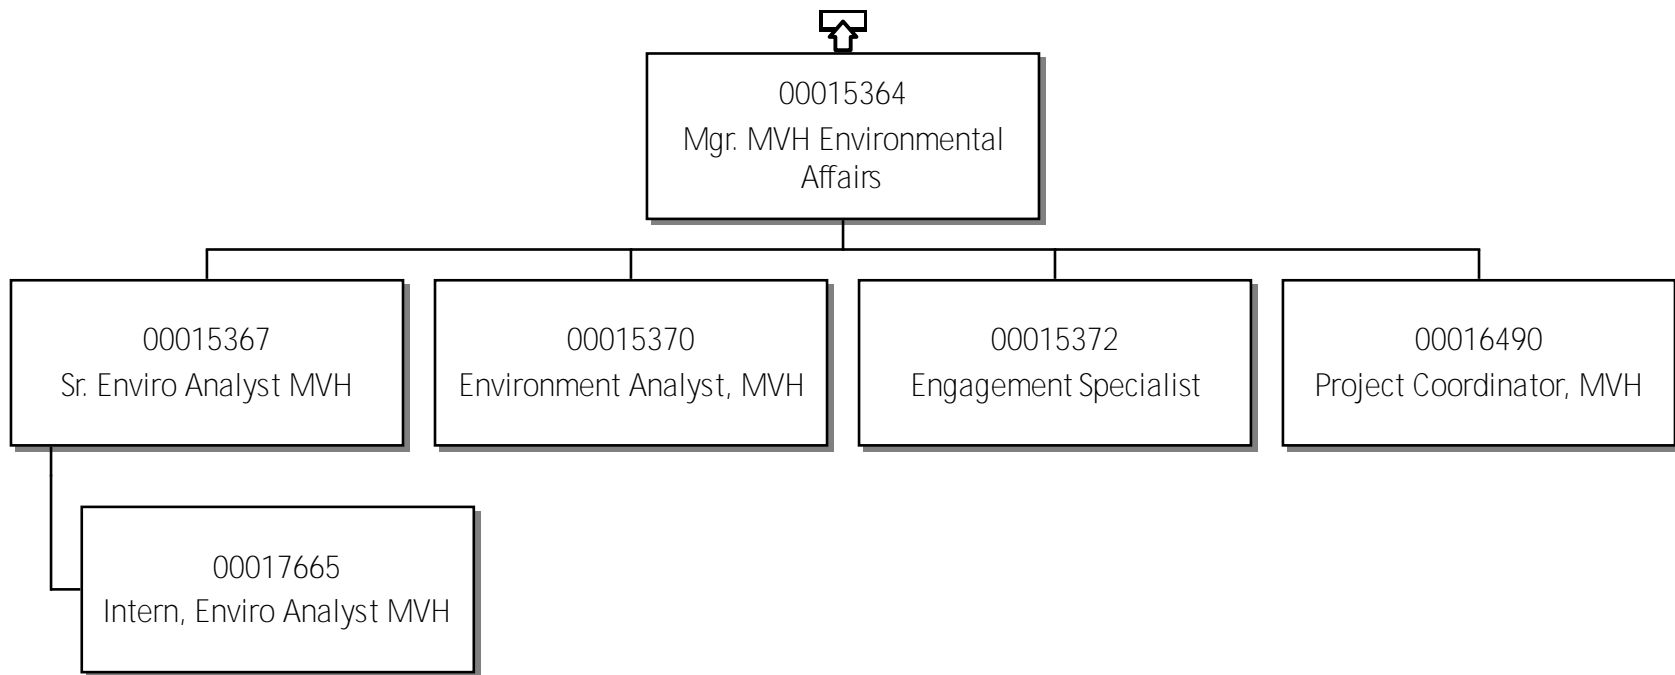 00015364
Mgr. MVH Environmental
Affairs
00015367
Sr. Enviro Analyst MVH
00015370
Environment Analyst, MVH
00015372
Engagement Specialist
00016490
Project Coordinator, MVH
00017665
Intern, Enviro Analyst MVH